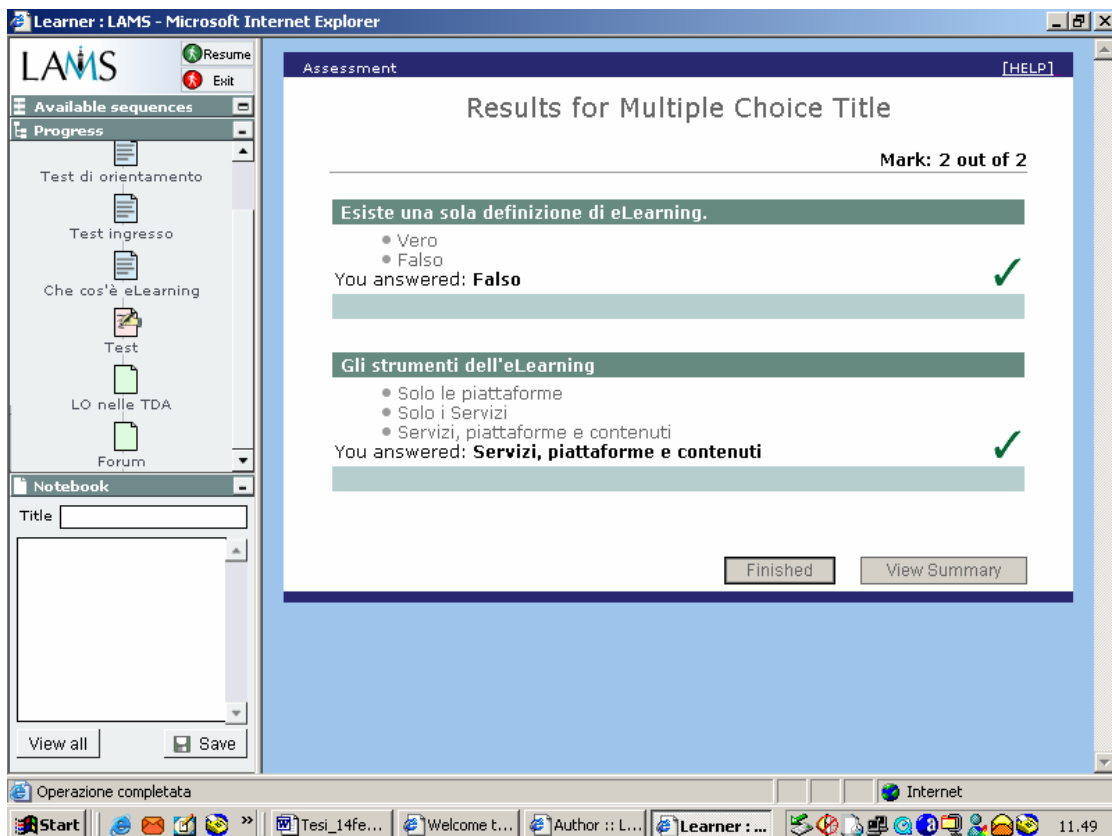 Learner : LAMS - Microsoft Internet Explorer
LAMS
Resume
Exit
Available sequences
Progress
Test di orientamento
Test ingresso
Che cos'è eLearning
Test
LO nelle TDA
Forum
Notebook
Title
View all
Save
Assessment
[HELP]
Results for Multiple Choice Title
Mark: 2 out of 2
Esiste una sola definizione di eLearning.
Vero
Falso
You answered: Falso
Gli strumenti dell'eLearning
Solo le piattaforme
Solo i Servizi
Servizi, piattaforme e contenuti
You answered: Servizi, piattaforme e contenuti
Finished
View Summary
Operazione completata
Internet
Start
»
Tesi_14fe...
Welcome t...
Author :: L...
Learner : ...
11.49